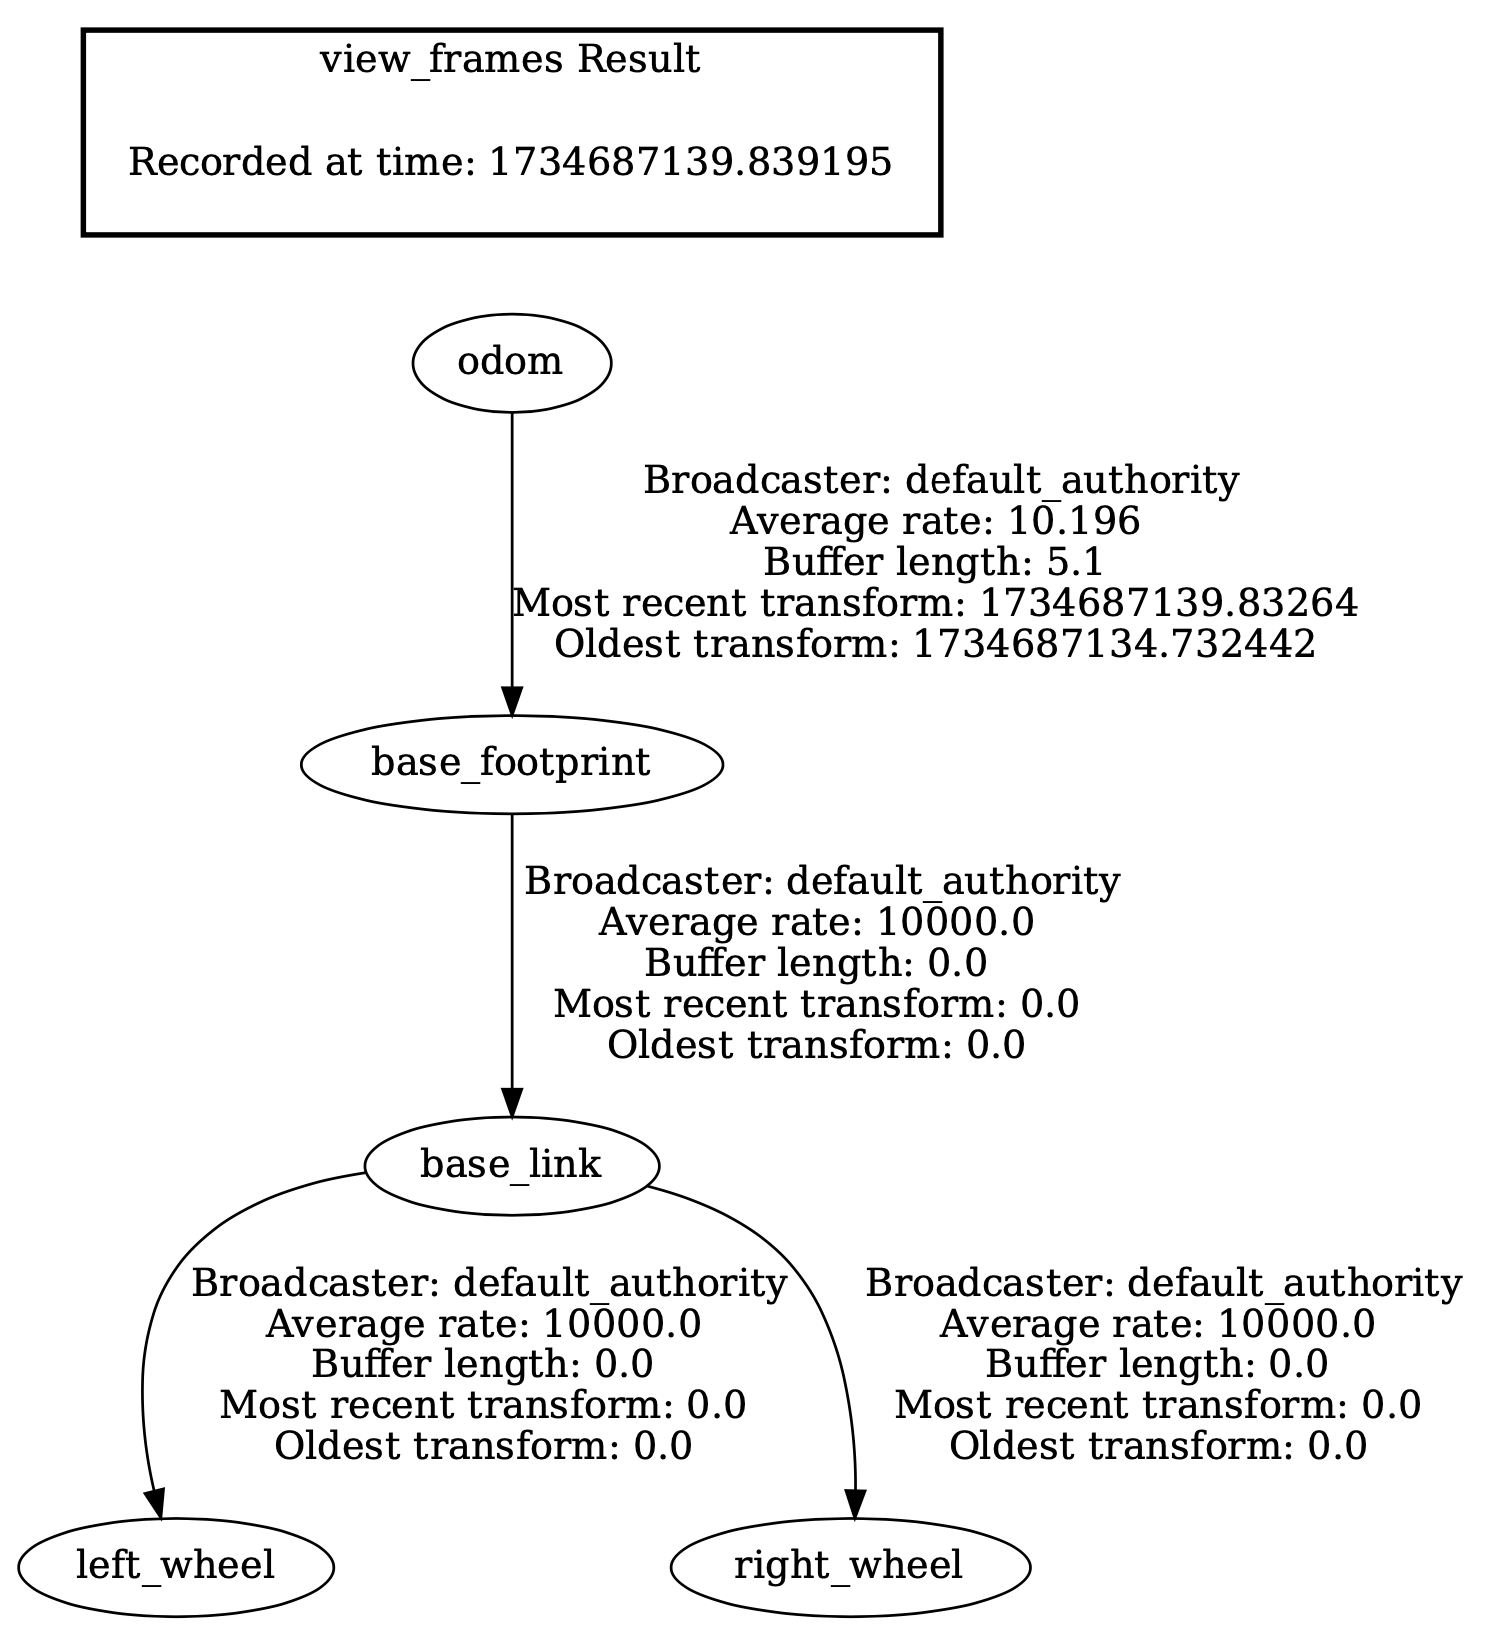 view_frames Result
Recorded at time: 1734687139.839195
odom
Broadcaster: default_authority
Average rate: 10.196
Buffer length: 5.1
Most recent transform: 1734687139.83264
Oldest transform: 1734687134.732442
base_footprint
Broadcaster: default_authority
Average rate: 10000.0
Buffer length: 0.0
Most recent transform: 0.0
Oldest transform: 0.0
base_link
Broadcaster: default_authority
Average rate: 10000.0
Buffer length: 0.0
Most recent transform: 0.0
Oldest transform: 0.0
Broadcaster: default_authority
Average rate: 10000.0
Buffer length: 0.0
Most recent transform: 0.0
Oldest transform: 0.0
left_wheel
right_wheel